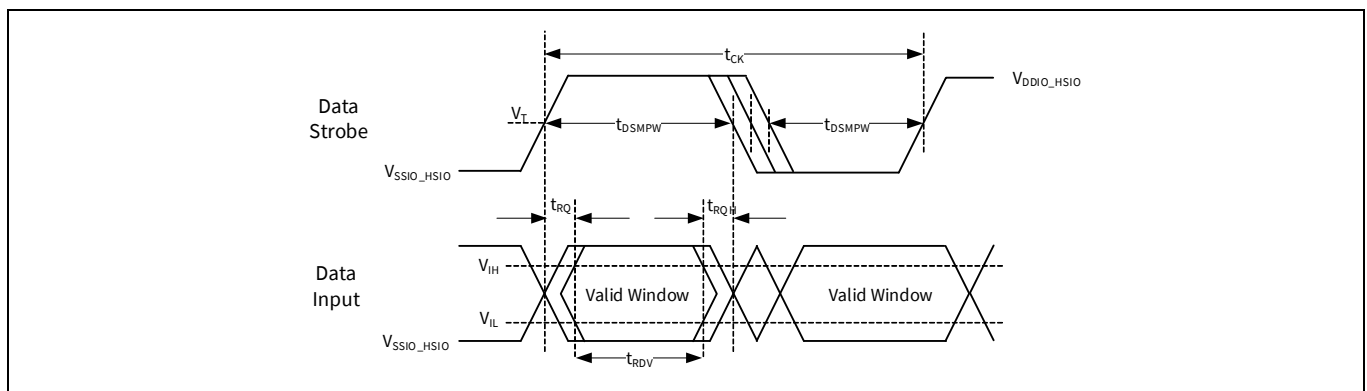 tCK
VDDIO_HSIO
Data
Strobe
VT
tDSMPW
tDSMPW
VSSIO_HSIO
tRQ
tRQH
Data
Input
VIH
Valid Window
Valid Window
VIL
VSSIO_HSIO
tRDV